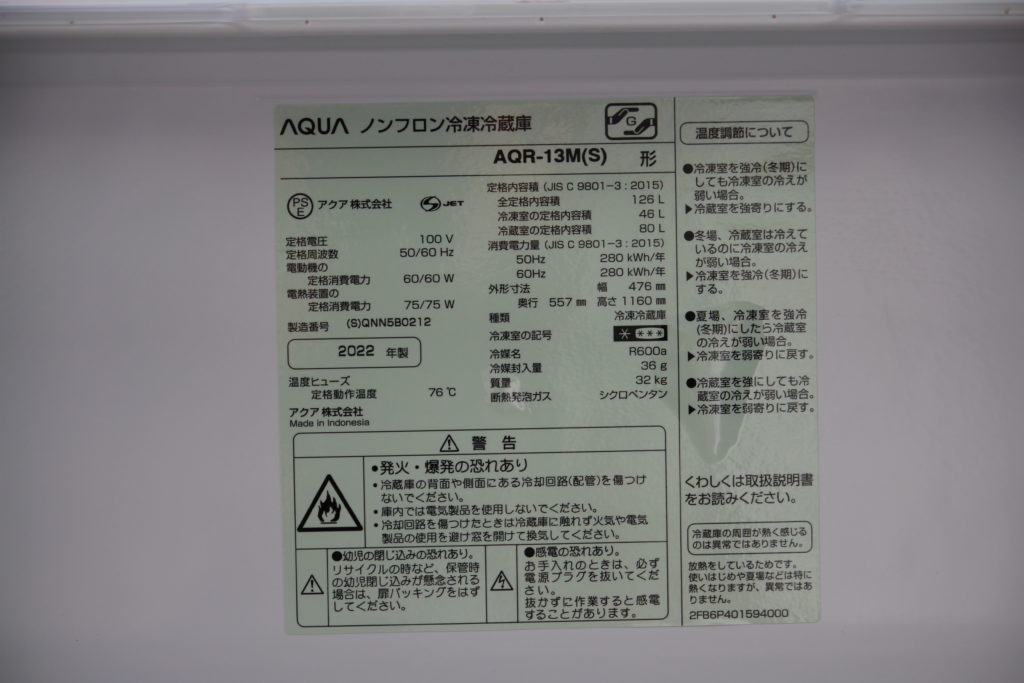 AQUA ノンフロン冷凍冷蔵庫
G
AQR-13M(S) 形
PS
E
アクア 株式会社
S JET
定格電圧 100 V
定格周波数 50/60 Hz
電動機の
定格消費電力 60/60 W
電熱装置の
定格消費電力 75/75 W
製造番号 (S)QNN5B0212
2022 年製
温度ヒューズ
定格動作温度 76 ℃
アクア 株式会社
Made in Indonesia
定格内容積 (JIS C 9801-3 : 2015)
全定格内容積 126 L
冷凍室の定格内容積 46 L
冷蔵室の定格内容積 80 L
消費電力量 (JIS C 9801-3 : 2015)
50Hz 280 kWh/年
60Hz 280 kWh/年
外形寸法 幅 476 ㎜
奥行 557 ㎜ 高さ 1160 ㎜
種類 冷凍冷蔵庫
冷凍室の記号
冷媒名 R600a
冷媒封入量 36 g
質量 32 kg
断熱発泡ガス シクロペンタン
警 告
•発火・爆発の恐れあり
・冷蔵庫の背面や側面にある冷却回路(配管)を傷つけ
ないでください。
・庫内では電気製品を使用しないでください。
・冷却回路を傷つけたときは冷蔵庫に触れず火気や電気
製品の使用を避け窓を開けて換気してください。
●幼児の閉じ込みの恐れあり。
リサイクルの時など、保管時
の幼児閉じ込みが懸念される
場合は、扉パッキングをはず
してください。
●感電の恐れあり。
お手入れのときは、必ず
電源プラグを抜いてくだ
さい。
抜かずに作業すると感電
することがあります。
温度調節について
●冷凍室を強冷(冬期)に
しても冷凍室の冷えが
弱い場合。
▶冷蔵室を強寄りにする。
●冬場、冷蔵室は冷えて
いるのに冷凍室の冷え
が弱い場合。
▶冷凍室を強冷(冬期)に
する。
●夏場、冷凍室を強冷
(冬期)にしたら冷蔵室
の冷えが弱い場合。
▶冷凍室を弱寄りに戻す。
●冷蔵室を強にしても冷
蔵室の冷えが弱い場合。
▶冷凍室を弱寄りに戻す。
くわしくは取扱説明書
をお読みください。
冷蔵庫の周囲が熱く感じる
のは異常ではありません。
放熱をしているためです。
使いはじめや夏場などは特に
熱くなりますが、異常ではあ
りません。
2FB6P401594000